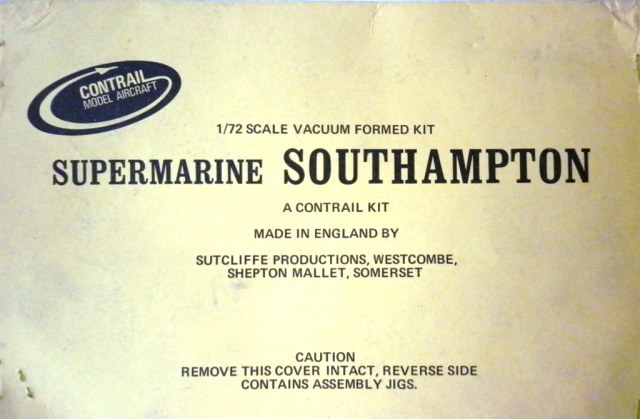 CONTRAIL
MODEL AIRCRAFT
1/72 SCALE VACUUM FORMED KIT
SUPERMARINE SOUTHAMPTON
A CONTRAIL KIT
MADE IN ENGLAND BY
SUTCLIFFE PRODUCTIONS, WESTCOMBE,
SHEPTON MALLET, SOMERSET
CAUTION
REMOVE THIS COVER INTACT, REVERSE SIDE
CONTAINS ASSEMBLY JIGS.